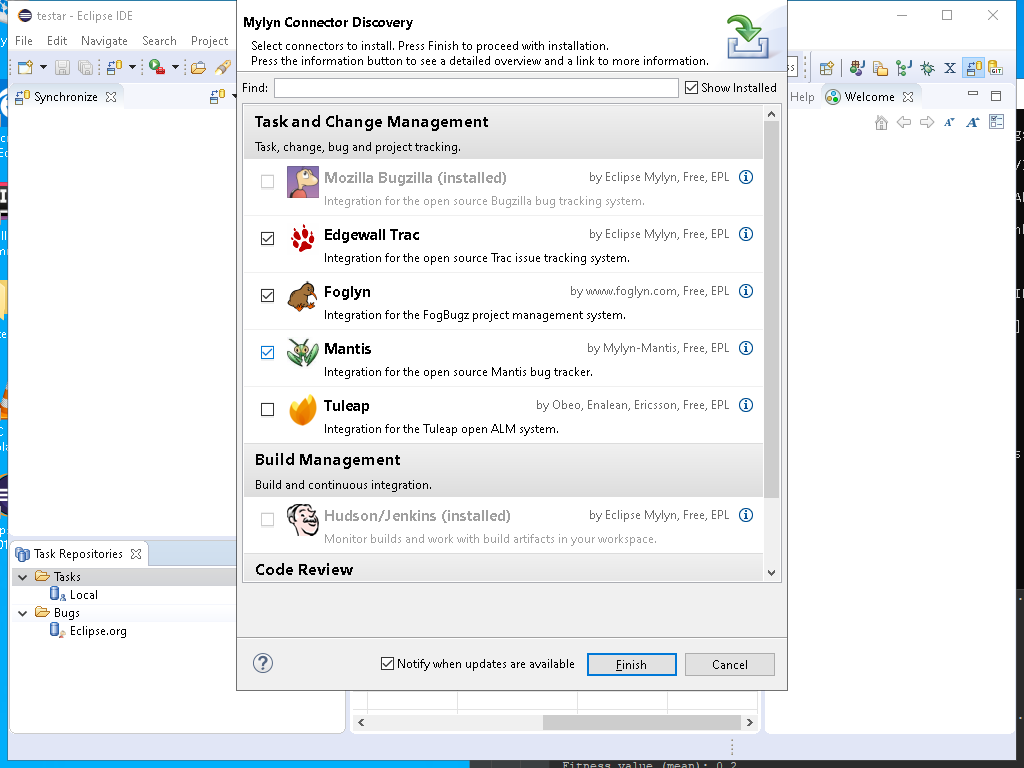 testar - Eclipse IDE
File Edit Navigate Search Project
Help
Synchronize
Welcome
Mylyn Connector Discovery
Select connectors to install. Press Finish to proceed with installation.
Press the information button to see a detailed overview and a link to more information.
Find:
Show Installed
Task and Change Management
Task, change, bug and project tracking.
Mozilla Bugzilla (installed) by Eclipse Mylyn, Free, EPL
Integration for the open source Bugzilla bug tracking system.
Edgewall Trac by Eclipse Mylyn, Free, EPL
Integration for the open source Trac issue tracking system.
Foglyn by www.foglyn.com, Free, EPL
Integration for the FogBugz project management system.
Mantis by Mylyn-Mantis, Free, EPL
Integration for the open source Mantis bug tracker.
Tuleap by Obeo, Enalean, Ericsson, Free, EPL
Integration for the Tuleap open ALM system.
Build Management
Build and continuous integration.
Hudson/Jenkins (installed) by Eclipse Mylyn, Free, EPL
Monitor builds and work with build artifacts in your workspace.
Code Review
Notify when updates are available
Finish
Cancel
Task Repositories
Tasks
Local
Bugs
Eclipse.org
Fitness value (mean): 0.2